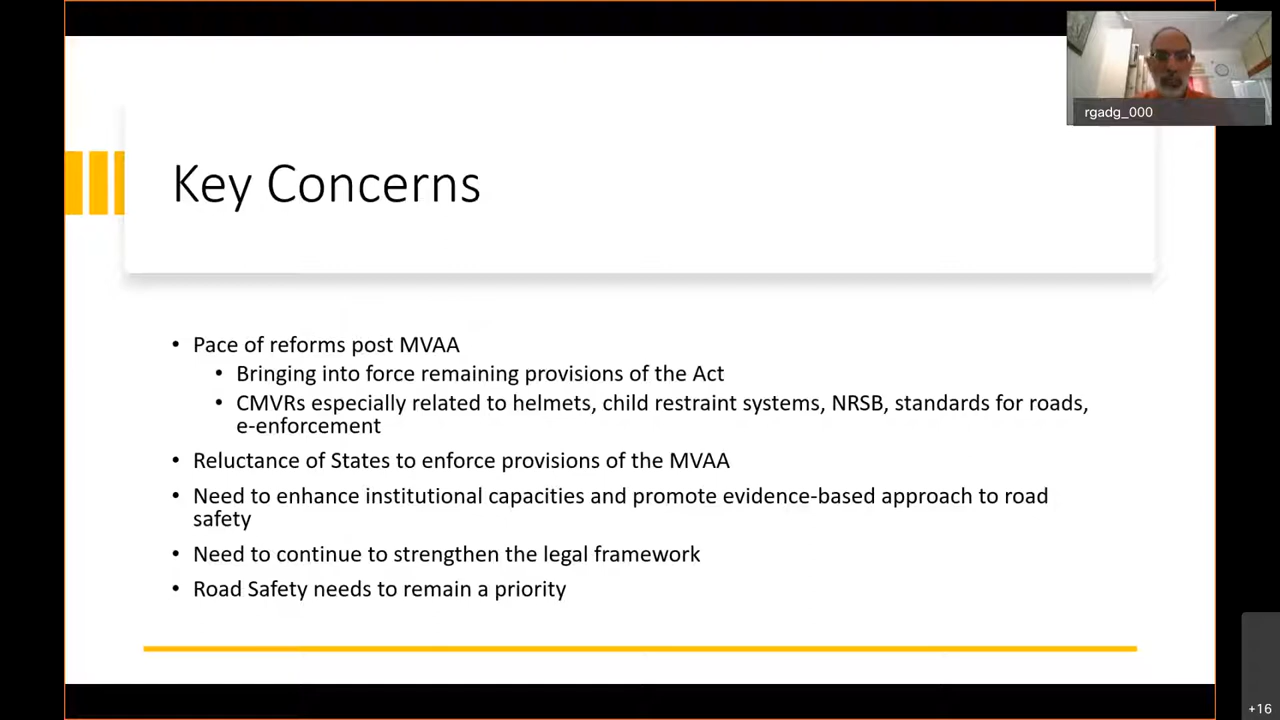 rgadg_000
Key Concerns
• Pace of reforms post MVAA
• Bringing into force remaining provisions of the Act
• CMVRs especially related to helmets, child restraint systems, NRSB, standards for roads,
e-enforcement
• Reluctance of States to enforce provisions of the MVAA
• Need to enhance institutional capacities and promote evidence-based approach to road
safety
• Need to continue to strengthen the legal framework
• Road Safety needs to remain a priority
+16